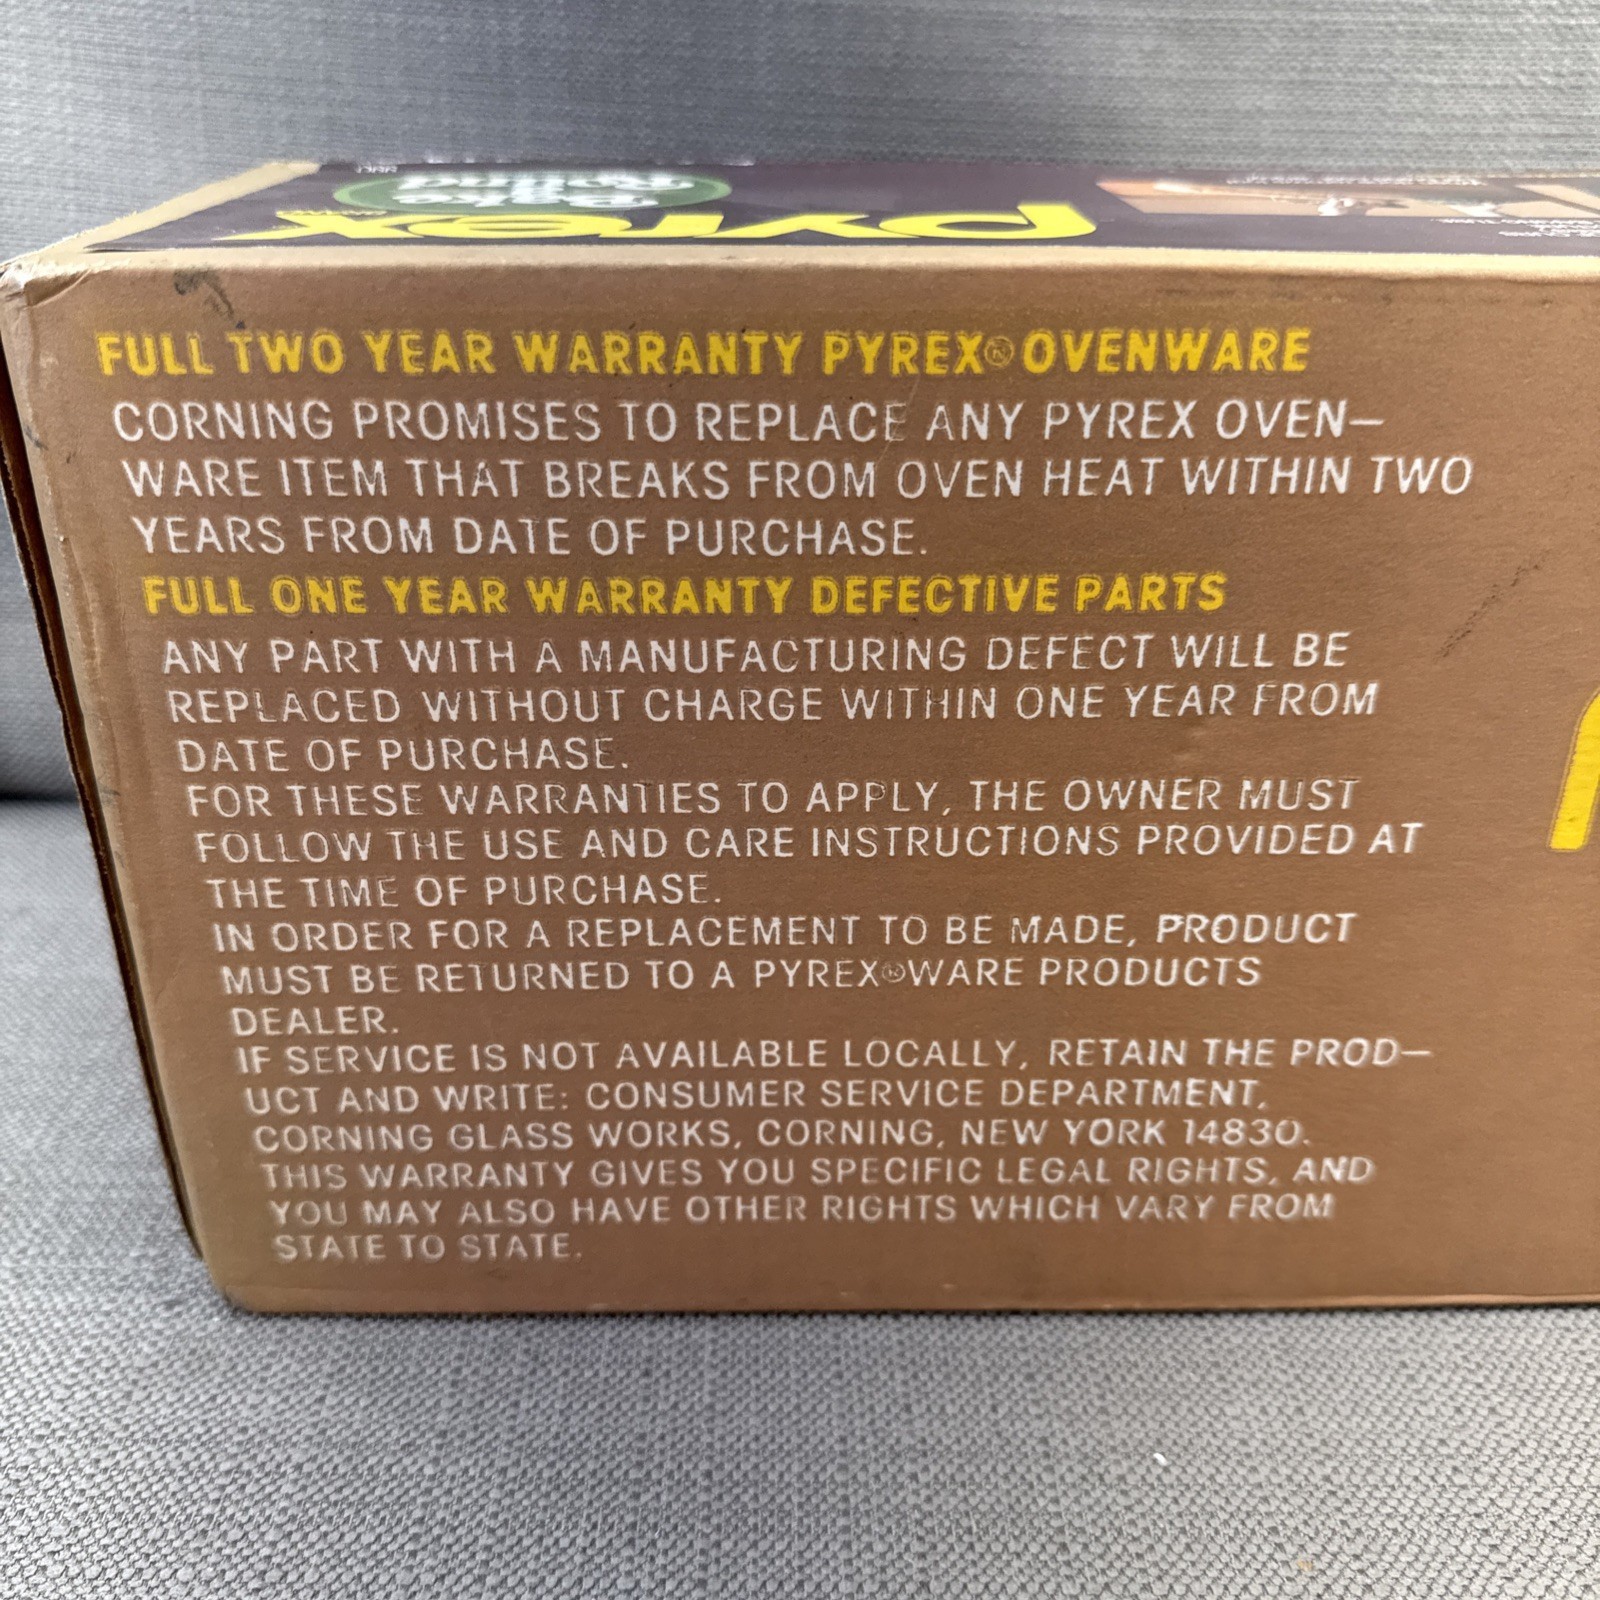 Bake
Round
pyrex
FULL TWO YEAR WARRANTY PYREX® OVENWARE
CORNING PROMISES TO REPLACE ANY PYREX OVEN–
WARE ITEM THAT BREAKS FROM OVEN HEAT WITHIN TWO
YEARS FROM DATE OF PURCHASE.
FULL ONE YEAR WARRANTY DEFECTIVE PARTS
ANY PART WITH A MANUFACTURING DEFECT WILL BE
REPLACED WITHOUT CHARGE WITHIN ONE YEAR FROM
DATE OF PURCHASE.
FOR THESE WARRANTIES TO APPLY, THE OWNER MUST
FOLLOW THE USE AND CARE INSTRUCTIONS PROVIDED AT
THE TIME OF PURCHASE.
IN ORDER FOR A REPLACEMENT TO BE MADE, PRODUCT
MUST BE RETURNED TO A PYREX® WARE PRODUCTS
DEALER.
IF SERVICE IS NOT AVAILABLE LOCALLY, RETAIN THE PROD–
UCT AND WRITE: CONSUMER SERVICE DEPARTMENT,
CORNING GLASS WORKS, CORNING, NEW YORK 14830.
THIS WARRANTY GIVES YOU SPECIFIC LEGAL RIGHTS, AND
YOU MAY ALSO HAVE OTHER RIGHTS WHICH VARY FROM
STATE TO STATE.